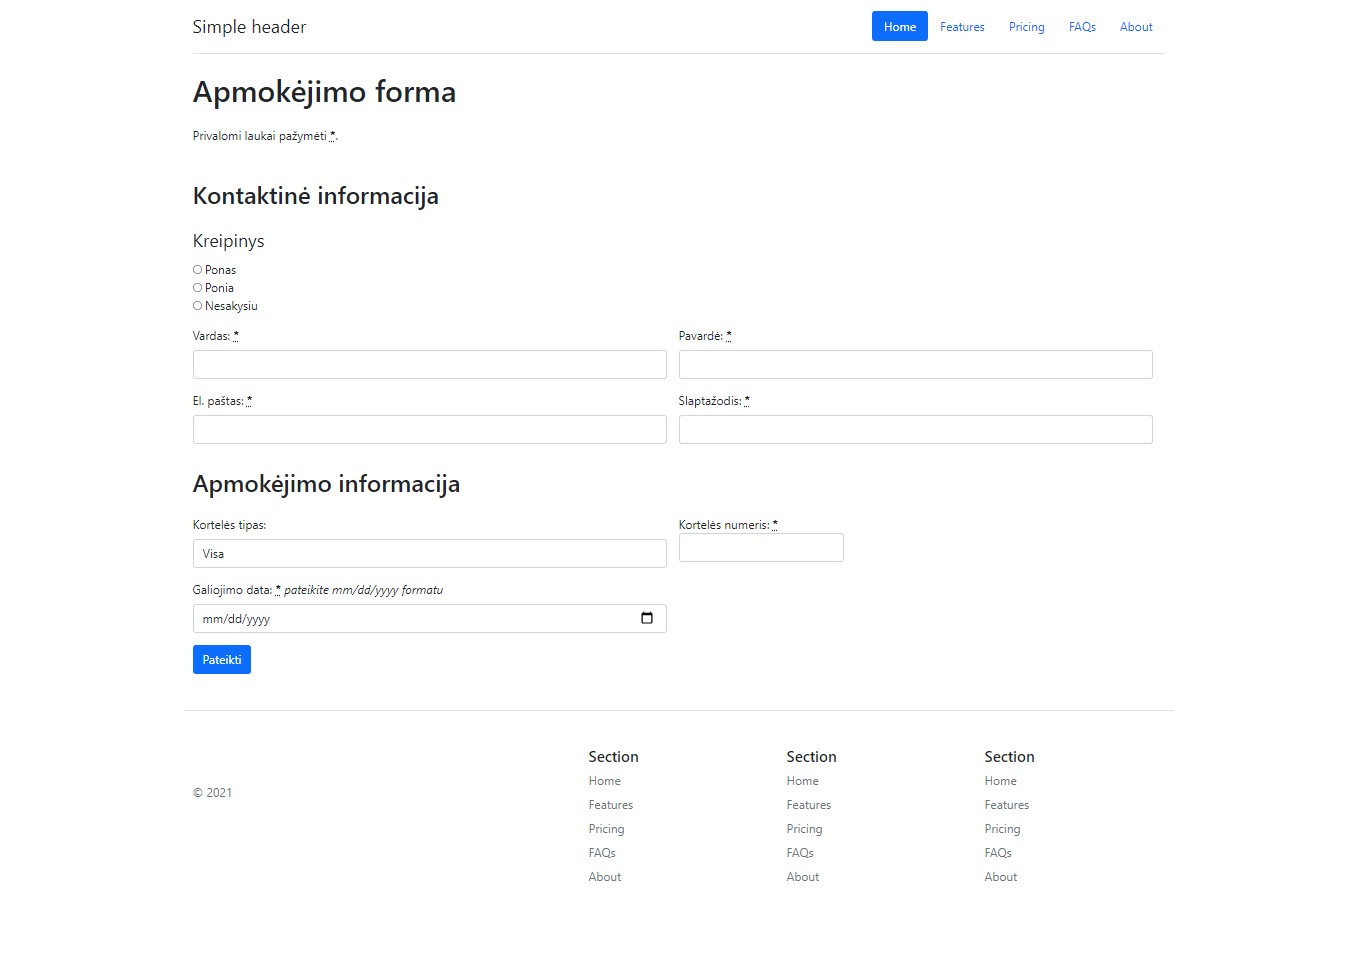 Simple header
Home Features Pricing FAQs About
Apmokėjimo forma
Privalomi laukai pažymėti *.
Kontaktinė informacija
Kreipinys
Ponas
Ponia
Nesakysiu
Vardas: * Pavardė: *
El. paštas: * Slaptažodis: *
Apmokėjimo informacija
Kortelės tipas: Kortelės numeris: *
Visa
Galiojimo data: * pateikite mm/dd/yyyy formatu
mm/dd/yyyy
Pateikti
Section Section Section
Home Home Home
© 2021
Features Features Features
Pricing Pricing Pricing
FAQs FAQs FAQs
About About About